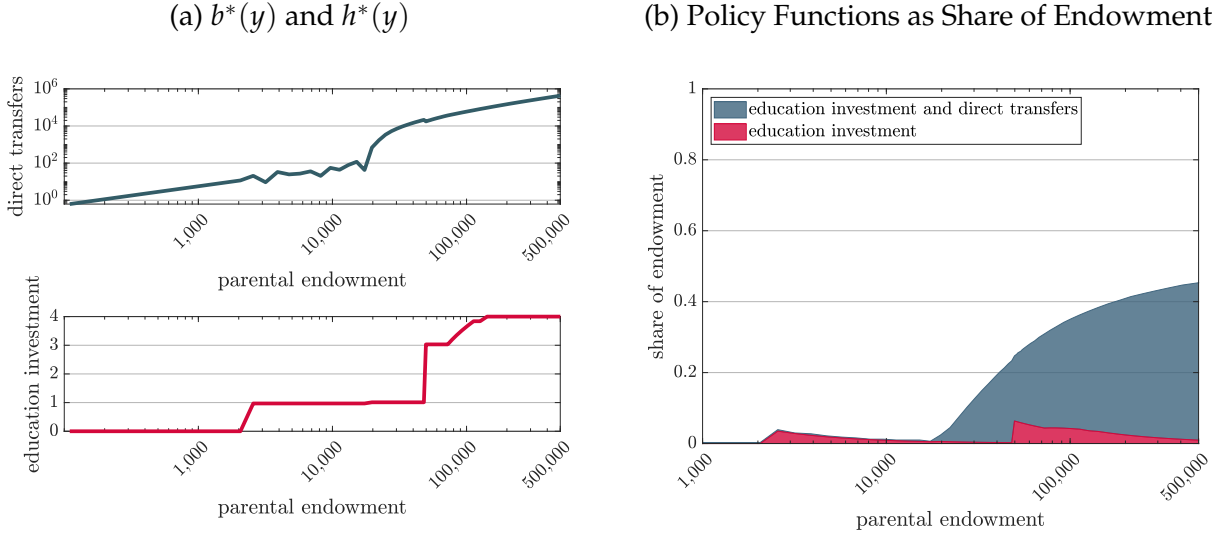 (a) b*(y) and h*(y)
direct transfers
10^6
10^4
10^2
10^0
1,000
10,000
100,000
500,000
parental endowment
education investment
4
3
2
1
0
1,000
10,000
100,000
500,000
parental endowment
(b) Policy Functions as Share of Endowment
share of endowment
1
0.8
0.6
0.4
0.2
0
education investment and direct transfers
education investment
1,000
10,000
100,000
500,000
parental endowment